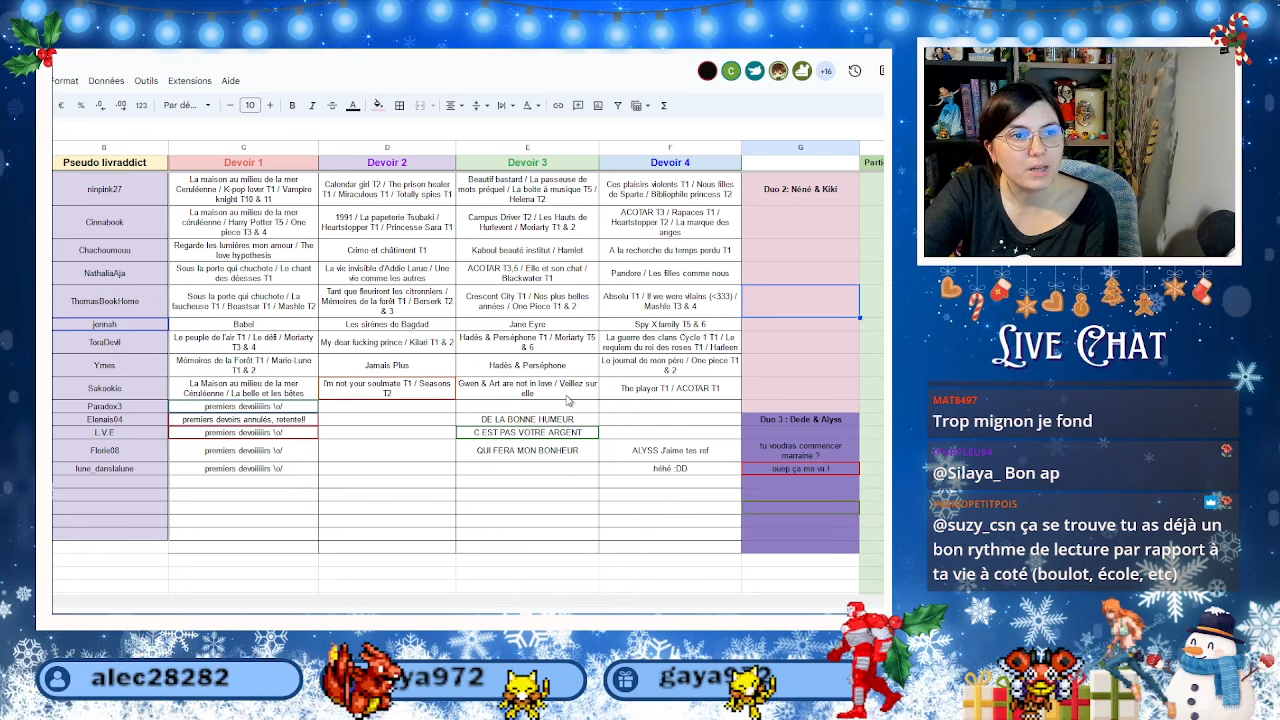 ormat Données Outils Extensions Aide
+16
€ % 123 Par dé... 10 B I A
B C D E F G
Pseudo livraddict Devoir 1 Devoir 2 Devoir 3 Devoir 4 Parti
ninpink27
La maison au milieu de la mer
Ceruléenne / K-pop lover T1 / Vampire
knight T10 & 11
Calendar girl T2 / The prison healer
T1 / Miraculous T1 / Totally spies T1
Beautiful bastard / La passeuse de
mots préquel / La boite à musique T5 /
Helena T2
Ces plaisirs violents T1 / Nous filles
de Sparte / Bibliophile princess T2
Duo 2: Néné & Kiki
Cinnabook
La maison au milieu de la mer
céruléenne / Harry Potter T5 / One
piece T3 & 4
1991 / La papeterie Tsubaki /
Heartstopper T1 / Princesse Sara T1
Campus Driver T2 / Les Hauts de
Hurlevent / Moriarty T1 & 2
ACOTAR T3 / Rapaces T1 /
Heartstopper T2 / La marque des
anges
Chachoumouu
Regarde les lumières mon amour / The
love hypothesis
Crime et châtiment T1
Kaboul beauté institut / Hamlet
A la recherche du temps perdu T1
NathaliaAja
Sous la porte qui chuchote / Le chant
des déesses T1
La vie invisible d'Addie Larue / Une
vie comme les autres
ACOTAR T3,5 / Elle et son chat /
Blackwater T1
Pandore / Les filles comme nous
ThomasBookHome
Sous la porte qui chuchote / La
faucheuse T1 / Beastsar T1 / Mashle T2
Tant que fleuriront les citronniers /
Mémoires de la forêt T1 / Berserk T2
& 3
Crescent City T1 / Nos plus belles
années / One Piece T1 & 2
Absolu T1 / If we were vilains (<333) /
Mashle T3 & 4
jennah
Babel
Les sirènes de Bagdad
Jane Eyre
Spy X family T5 & 6
ToraDevil
Le peuple de l'air T1 / Le défi / Moriarty
T3 & 4
My dear fucking prince / Kilari T1 & 2
Hadès & Perséphone T1 / Moriarty T5
& 6
La guerre des clans Cycle 1 T1 / Le
requiem du roi des roses T1 / Harleen
Ymes
Mémoires de la Forêt T1 / Marie-Lune
T1 & 2
Jamais Plus
Hadès & Perséphone
Le journal de mon père / One piece T1
& 2
Sakookie
La Maison au milieu de la mer
Céruléenne / La belle et les bêtes
I'm not your soulmate T1 / Seasons
T2
Gwen & Art are not in love / Veillez sur
elle
The player T1 / ACOTAR T1
Paradox3
premiers devoiiiiirs \o/
Elenais04
premiers devoirs annulés, retente!!
DE LA BONNE HUMEUR
Duo 3 : Dede & Alyss
L.V.E
premiers devoiiiiirs \o/
C EST PAS VOTRE ARGENT
Florie08
premiers devoiiiiirs \o/
QUI FERA MON BONHEUR
ALYSS J'aime tes ref
tu voudras commencer
marraine ?
lune_danslalune
premiers devoiiiiirs \o/
héhé :DD
ouep ça me va !
LIVE CHAT
MAT8497
Trop mignon je fond
@Silaya_ Bon ap
@suzy_csn ça se trouve tu as déjà un
bon rythme de lecture par rapport à
ta vie à coté (boulot, école, etc)
alec28282